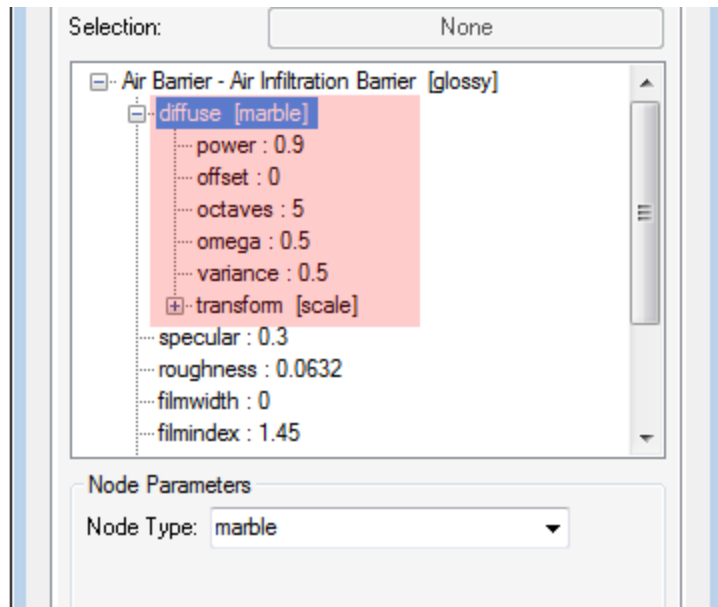 Selection: None
Air Barrier - Air Infiltration Barrier [glossy]
diffuse [marble]
power : 0.9
offset : 0
octaves : 5
omega : 0.5
variance : 0.5
transform [scale]
specular : 0.3
roughness : 0.0632
filmwidth : 0
filmindex : 1.45
Node Parameters
Node Type: marble